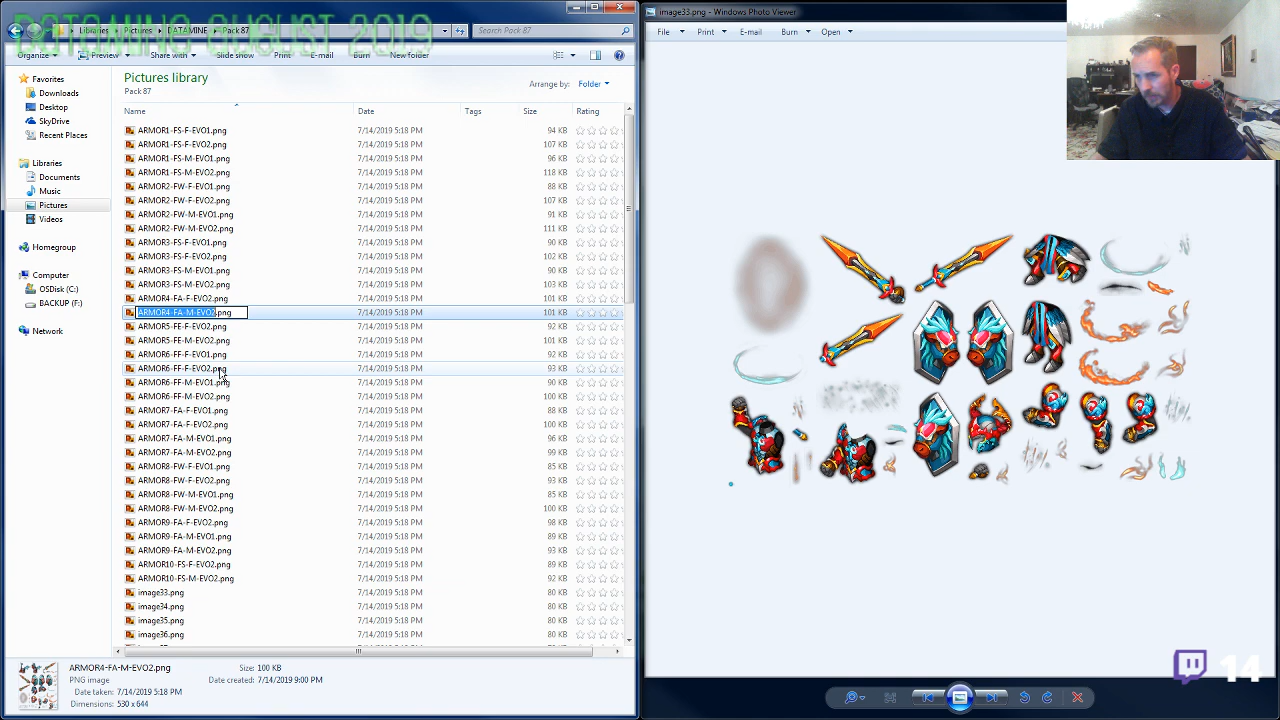 DATAMINE AUGUST 2019
Libraries ▸ Pictures ▸ DATAMINE ▸ Pack 87
Search Pack 87
Organize Preview Share with Slide show Print E-mail Burn New folder
Favorites
Downloads
Desktop
SkyDrive
Recent Places
Libraries
Documents
Music
Pictures
Videos
Homegroup
Computer
OSDisk (C:)
BACKUP (F:)
Network
Pictures library
Pack 87
Arrange by: Folder
Name Date Tags Size Rating
ARMOR1-FS-F-EVO1.png 7/14/2019 5:18 PM 94 KB
ARMOR1-FS-F-EVO2.png 7/14/2019 5:18 PM 107 KB
ARMOR1-FS-M-EVO1.png 7/14/2019 5:18 PM 96 KB
ARMOR1-FS-M-EVO2.png 7/14/2019 5:18 PM 118 KB
ARMOR2-FW-F-EVO1.png 7/14/2019 5:18 PM 88 KB
ARMOR2-FW-F-EVO2.png 7/14/2019 5:18 PM 107 KB
ARMOR2-FW-M-EVO1.png 7/14/2019 5:18 PM 91 KB
ARMOR2-FW-M-EVO2.png 7/14/2019 5:18 PM 111 KB
ARMOR3-FS-F-EVO1.png 7/14/2019 5:18 PM 90 KB
ARMOR3-FS-F-EVO2.png 7/14/2019 5:18 PM 102 KB
ARMOR3-FS-M-EVO1.png 7/14/2019 5:18 PM 90 KB
ARMOR3-FS-M-EVO2.png 7/14/2019 5:18 PM 103 KB
ARMOR4-FA-F-EVO2.png 7/14/2019 5:18 PM 101 KB
ARMOR4-FA-M-EVO2.png 7/14/2019 5:18 PM 101 KB
ARMOR5-FE-F-EVO2.png 7/14/2019 5:18 PM 92 KB
ARMOR5-FE-M-EVO2.png 7/14/2019 5:18 PM 101 KB
ARMOR6-FF-F-EVO1.png 7/14/2019 5:18 PM 92 KB
ARMOR6-FF-F-EVO2.png 7/14/2019 5:18 PM 93 KB
ARMOR6-FF-M-EVO1.png 7/14/2019 5:18 PM 90 KB
ARMOR6-FF-M-EVO2.png 7/14/2019 5:18 PM 100 KB
ARMOR7-FA-F-EVO1.png 7/14/2019 5:18 PM 88 KB
ARMOR7-FA-F-EVO2.png 7/14/2019 5:18 PM 100 KB
ARMOR7-FA-M-EVO1.png 7/14/2019 5:18 PM 96 KB
ARMOR7-FA-M-EVO2.png 7/14/2019 5:18 PM 99 KB
ARMOR8-FW-F-EVO1.png 7/14/2019 5:18 PM 85 KB
ARMOR8-FW-F-EVO2.png 7/14/2019 5:18 PM 93 KB
ARMOR8-FW-M-EVO1.png 7/14/2019 5:18 PM 85 KB
ARMOR8-FW-M-EVO2.png 7/14/2019 5:18 PM 100 KB
ARMOR9-FA-F-EVO2.png 7/14/2019 5:18 PM 98 KB
ARMOR9-FA-M-EVO1.png 7/14/2019 5:18 PM 89 KB
ARMOR9-FA-M-EVO2.png 7/14/2019 5:18 PM 93 KB
ARMOR10-FS-F-EVO2.png 7/14/2019 5:18 PM 89 KB
ARMOR10-FS-M-EVO2.png 7/14/2019 5:18 PM 92 KB
image33.png 7/14/2019 5:18 PM 80 KB
image34.png 7/14/2019 5:18 PM 80 KB
image35.png 7/14/2019 5:18 PM 80 KB
image36.png 7/14/2019 5:18 PM 80 KB
ARMOR4-FA-M-EVO2.png Size: 100 KB
PNG image Date created: 7/14/2019 9:00 PM
Date taken: 7/14/2019 5:18 PM
Dimensions: 530 x 644
image33.png - Windows Photo Viewer
File Print E-mail Burn Open
14